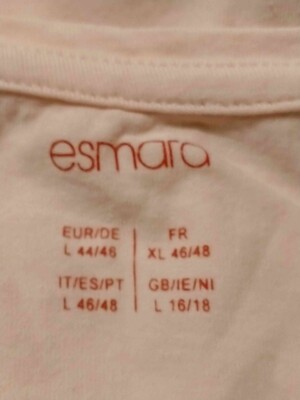 esmara
EUR/DE
L 44/46
FR
XL 46/48
IT/ES/PT
L 46/48
GB/IE/NI
L 16/18